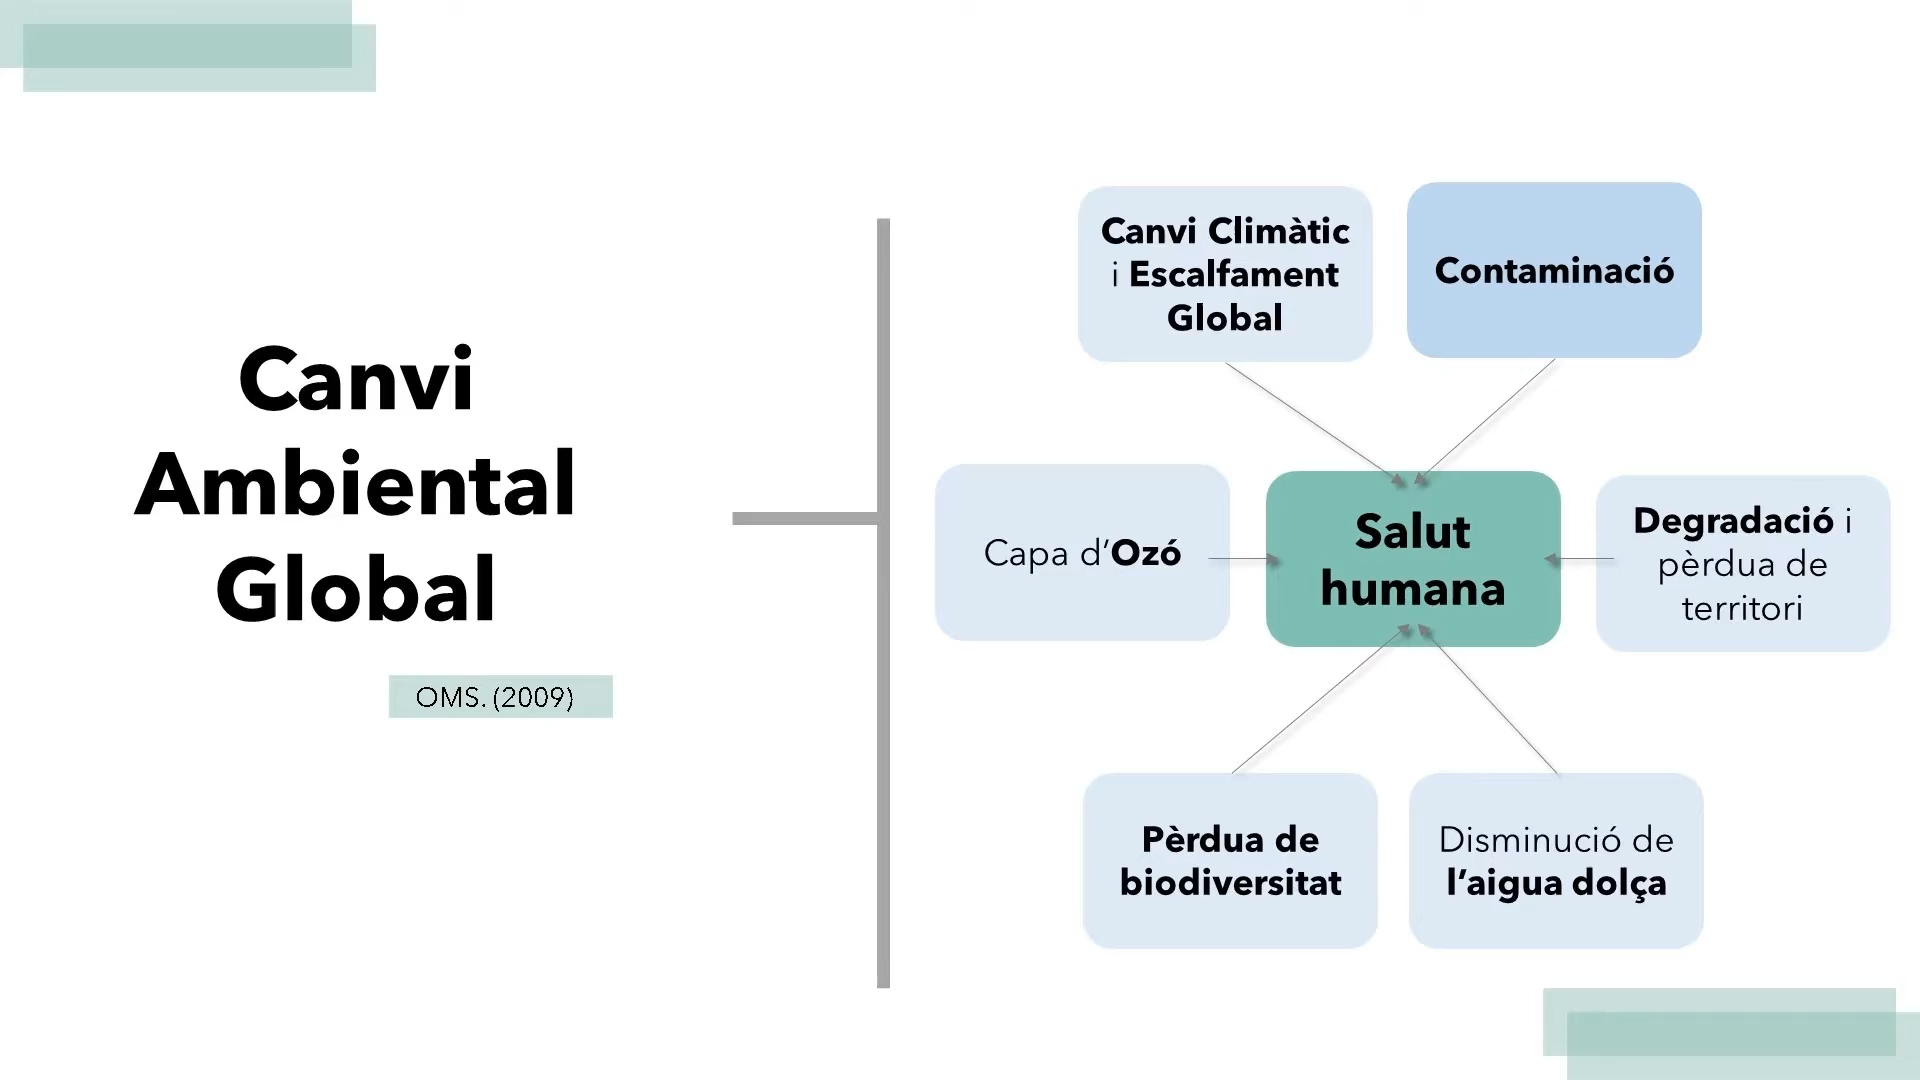 Canvi
Ambiental
Global
OMS. (2009)
Canvi Climàtic
i Escalfament
Global
Contaminació
Capa d’Ozó
Salut
humana
Degradació i
pèrdua de
territori
Pèrdua de
biodiversitat
Disminució de
l’aigua dolça